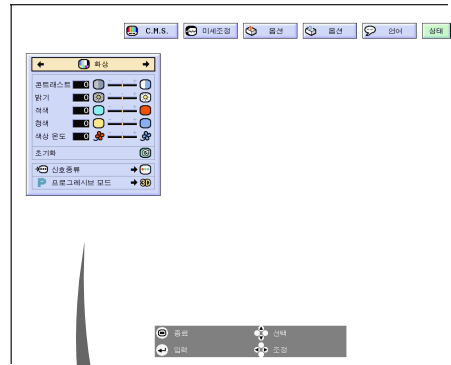 C.M.S. 미세조정 옵션 옵션 언어 상태
화상
콘트래스트 0
밝기 0
적색 0
청색 0
색상 온도 0
초기화
신호종류
P 프로그레시브 모드 3D
종료 선택
입력 조정